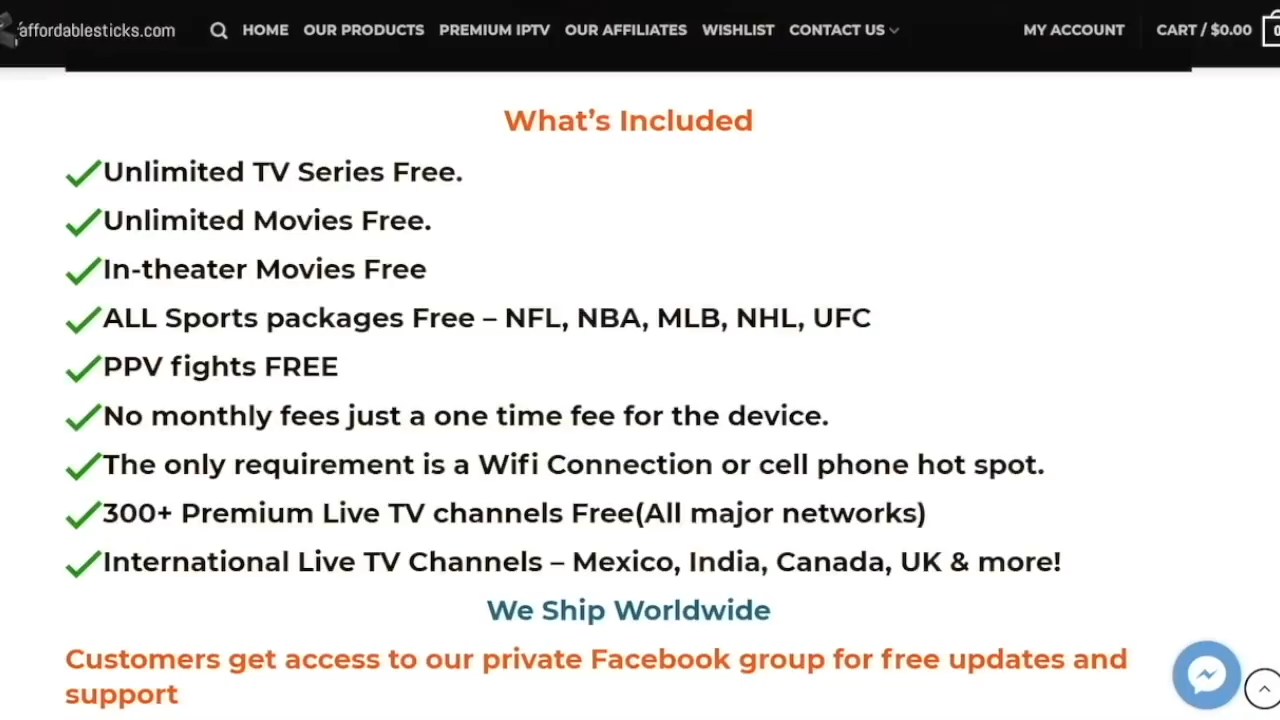 affordablesticks.com HOME OUR PRODUCTS PREMIUM IPTV OUR AFFILIATES WISHLIST CONTACT US MY ACCOUNT CART / $0.00 0
What's Included
Unlimited TV Series Free.
Unlimited Movies Free.
In-theater Movies Free
ALL Sports packages Free – NFL, NBA, MLB, NHL, UFC
PPV fights FREE
No monthly fees just a one time fee for the device.
The only requirement is a Wifi Connection or cell phone hot spot.
300+ Premium Live TV channels Free(All major networks)
International Live TV Channels – Mexico, India, Canada, UK & more!
We Ship Worldwide
Customers get access to our private Facebook group for free updates and
support